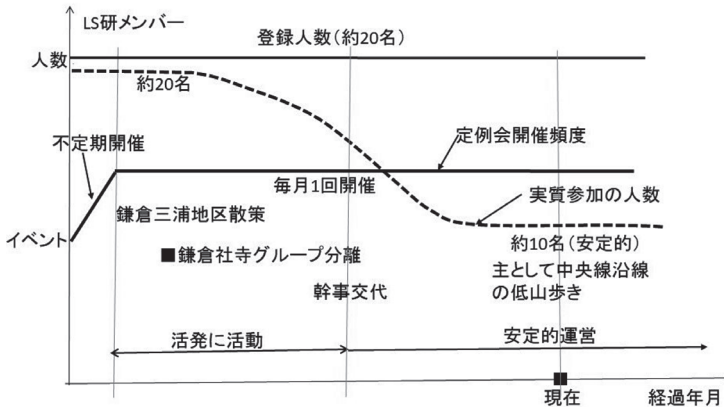 LS研メンバー
登録人数(約20名)
人数
約20名
不定期開催
定例会開催頻度
毎月1回開催
実質参加の人数
鎌倉三浦地区散策
イベント
約10名(安定的)
■鎌倉社寺グループ分離
主として中央線沿線
の低山歩き
幹事交代
活発に活動
安定的運営
現在
経過年月